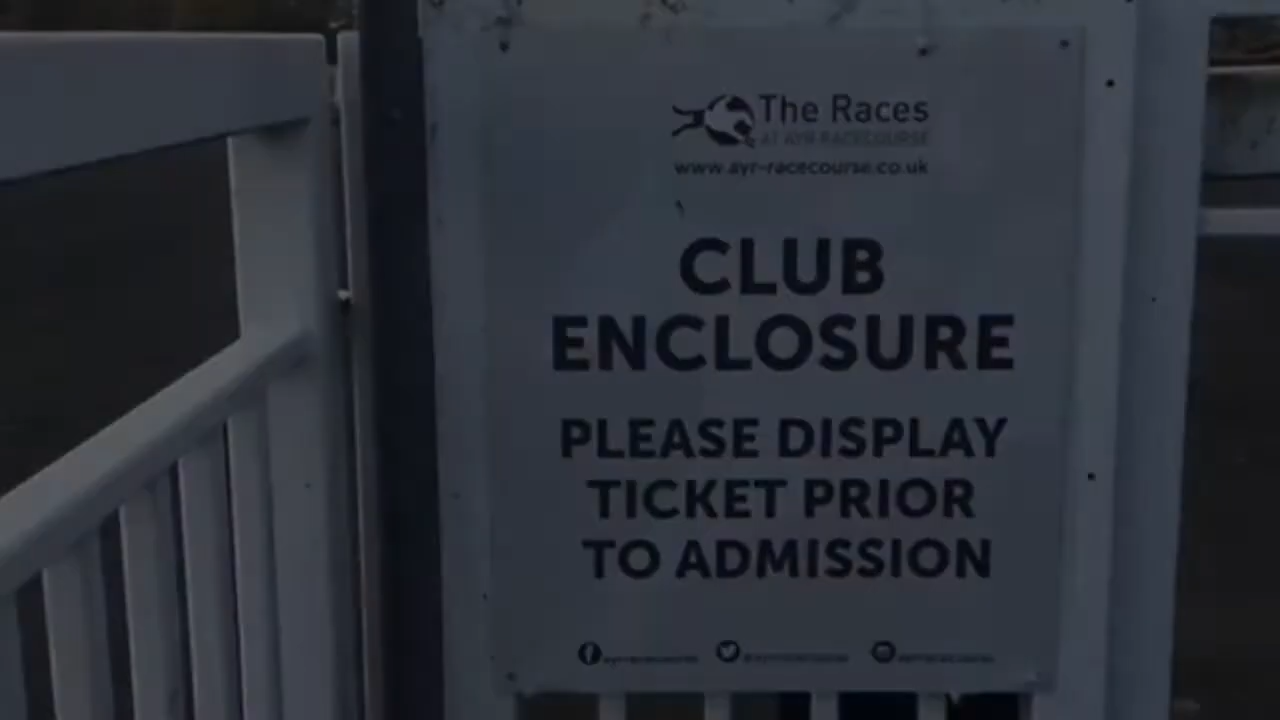 The Races
AT AYR RACECOURSE
www.ayr-racecourse.co.uk
CLUB
ENCLOSURE
PLEASE DISPLAY
TICKET PRIOR
TO ADMISSION